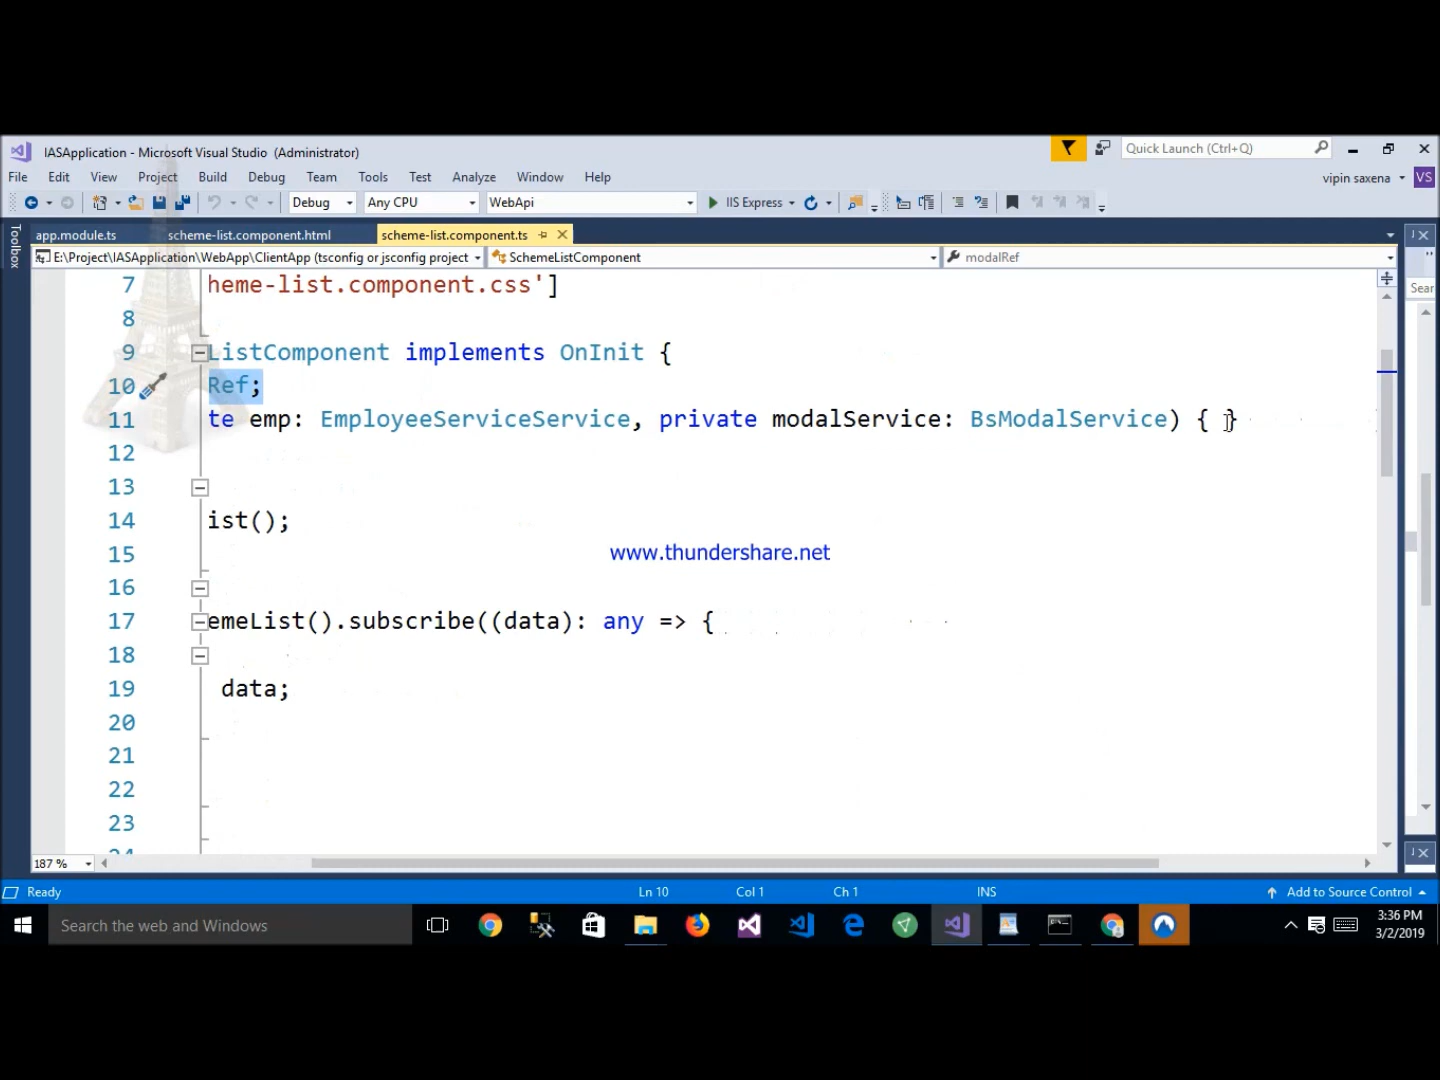 IASApplication - Microsoft Visual Studio (Administrator)
Quick Launch (Ctrl+Q)
File Edit View Project Build Debug Team Tools Test Analyze Window Help
vipin saxena VS
Debug Any CPU WebApi IIS Express
Toolbox
app.module.ts scheme-list.component.html scheme-list.component.ts
E:\Project\IASApplication\WebApp\ClientApp (tsconfig or jsconfig project SchemeListComponent modalRef
Sear
7 heme-list.component.css']
8
9 ListComponent implements OnInit {
10 Ref;
11 te emp: EmployeeServiceService, private modalService: BsModalService) { }
12
13
14 ist();
15
www.thundershare.net
16
17 emeList().subscribe((data): any => {
18
19 data;
20
21
22
23
24
187 %
Ready Ln 10 Col 1 Ch 1 INS Add to Source Control
Search the web and Windows
3:36 PM
3/2/2019